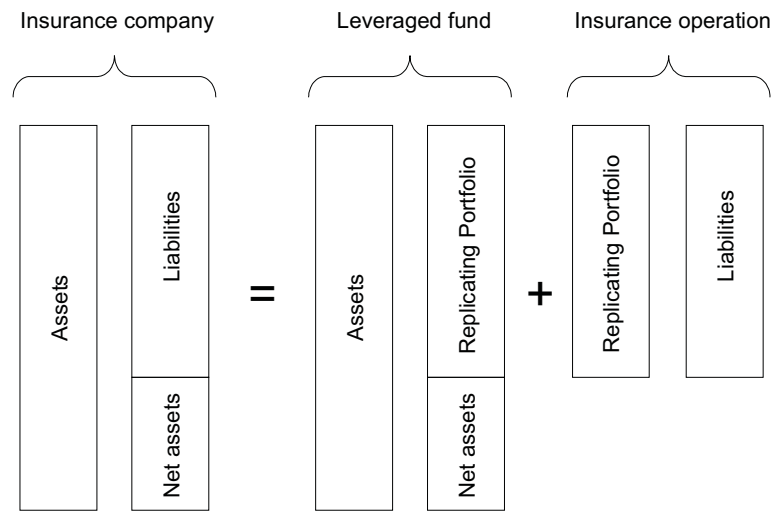 Insurance company
Leveraged fund
Insurance operation
Assets
Liabilities
Net assets
=
Assets
Replicating Portfolio
Net assets
+
Replicating Portfolio
Liabilities